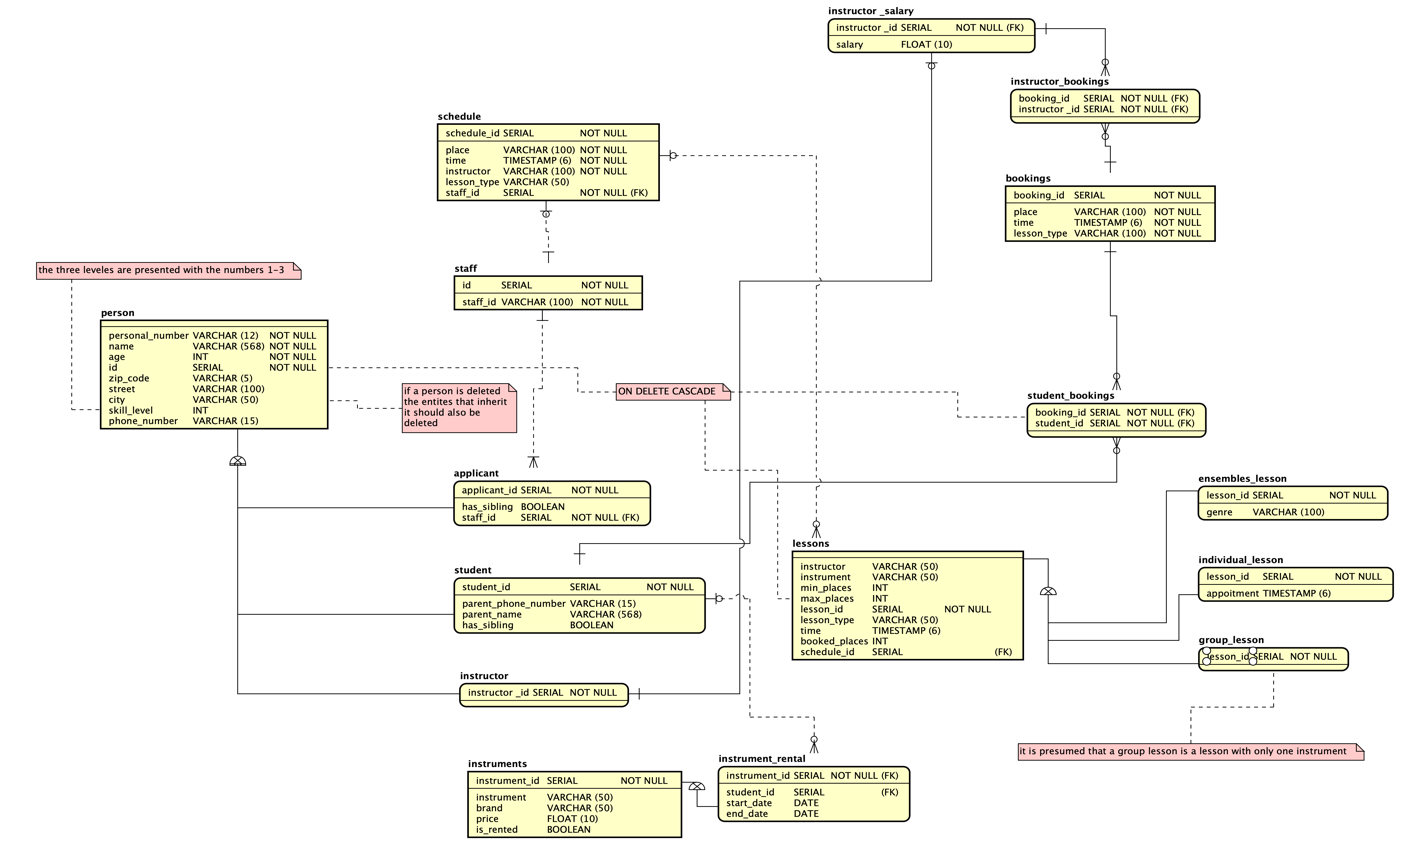 instructor _salary
instructor _id SERIAL NOT NULL (FK)
salary FLOAT (10)
instructor_bookings
booking_id SERIAL NOT NULL (FK)
instructor _id SERIAL NOT NULL (FK)
schedule
schedule_id SERIAL NOT NULL
place VARCHAR (100) NOT NULL
time TIMESTAMP (6) NOT NULL
instructor VARCHAR (100) NOT NULL
lesson_type VARCHAR (50)
staff_id SERIAL NOT NULL (FK)
bookings
booking_id SERIAL NOT NULL
place VARCHAR (100) NOT NULL
time TIMESTAMP (6) NOT NULL
lesson_type VARCHAR (100) NOT NULL
the three leveles are presented with the numbers 1-3
staff
id SERIAL NOT NULL
staff_id VARCHAR (100) NOT NULL
person
personal_number VARCHAR (12) NOT NULL
name VARCHAR (568) NOT NULL
age INT NOT NULL
id SERIAL NOT NULL
zip_code VARCHAR (5)
street VARCHAR (100)
city VARCHAR (50)
skill_level INT
phone_number VARCHAR (15)
if a person is deleted
the entites that inherit
it should also be
deleted
ON DELETE CASCADE
student_bookings
booking_id SERIAL NOT NULL (FK)
student_id SERIAL NOT NULL (FK)
applicant
applicant_id SERIAL NOT NULL
has_sibling BOOLEAN
staff_id SERIAL NOT NULL (FK)
ensembles_lesson
lesson_id SERIAL NOT NULL
genre VARCHAR (100)
lessons
instructor VARCHAR (50)
instrument VARCHAR (50)
min_places INT
max_places INT
lesson_id SERIAL NOT NULL
lesson_type VARCHAR (50)
time TIMESTAMP (6)
booked_places INT
schedule_id SERIAL (FK)
individual_lesson
lesson_id SERIAL NOT NULL
appoitment TIMESTAMP (6)
student
student_id SERIAL NOT NULL
parent_phone_number VARCHAR (15)
parent_name VARCHAR (568)
has_sibling BOOLEAN
group_lesson
lesson_id SERIAL NOT NULL
instructor
instructor _id SERIAL NOT NULL
it is presumed that a group lesson is a lesson with only one instrument
instruments
instrument_id SERIAL NOT NULL
instrument VARCHAR (50)
brand VARCHAR (50)
price FLOAT (10)
is_rented BOOLEAN
instrument_rental
instrument_id SERIAL NOT NULL (FK)
student_id SERIAL (FK)
start_date DATE
end_date DATE